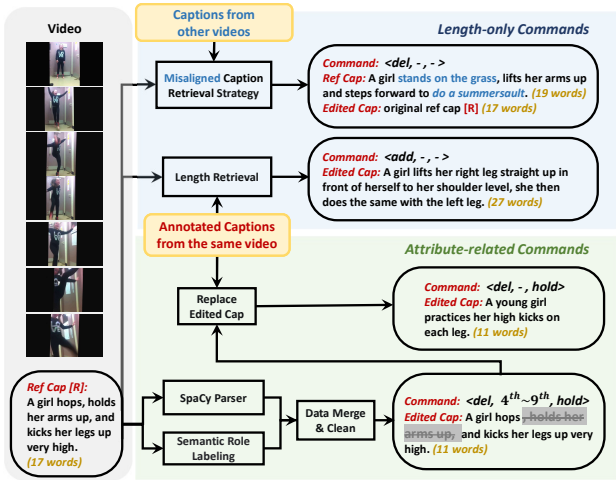 Video
Captions from
other videos
Length-only Commands
Misaligned Caption
Retrieval Strategy
Command: <del, - , - >
Ref Cap: A girl stands on the grass, lifts her arms up
and steps forward to do a summersault. (19 words)
Edited Cap: original ref cap [R] (17 words)
Length Retrieval
Command: <add, - , - >
Edited Cap: A girl lifts her right leg straight up in
front of herself to her shoulder level, she then
does the same with the left leg. (27 words)
Annotated Captions
from the same video
Attribute-related Commands
Replace
Edited Cap
Command: <del, - , hold>
Edited Cap: A young girl
practices her high kicks on
each leg. (11 words)
Ref Cap [R]:
A girl hops, holds
her arms up, and
kicks her legs up
very high.
(17 words)
SpaCy Parser
Semantic Role
Labeling
Data Merge
& Clean
Command: <del, 4th~9th, hold>
Edited Cap: A girl hops , holds her
arms up, and kicks her legs up very
high. (11 words)